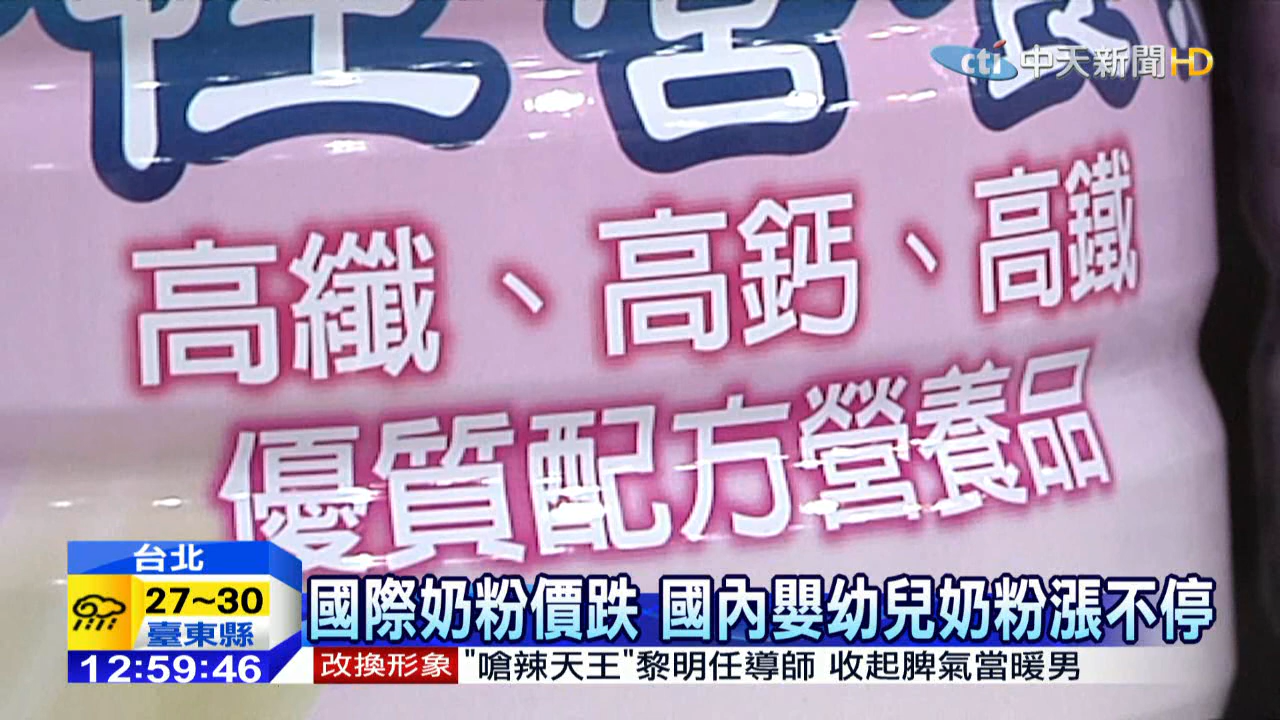 cti 中天新聞HD
高纖、高鈣、高鐵
優質配方營養品
台北
27~30
臺東縣
12:59:46
國際奶粉價跌 國內嬰幼兒奶粉漲不停
改換形象
"嗆辣天王"黎明任導師 收起脾氣當暖男